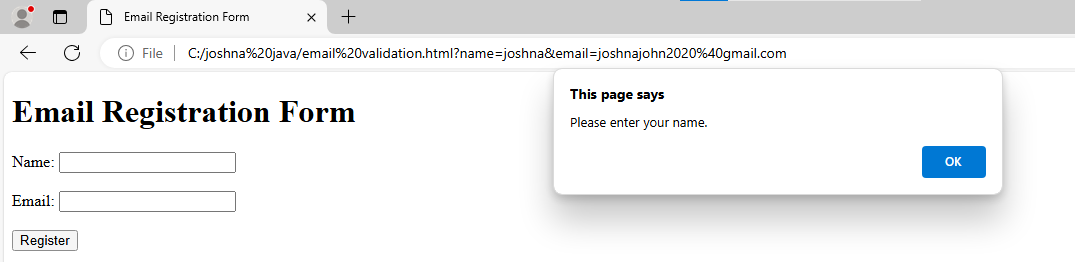 Email Registration Form
File C:/joshna%20java/email%20validation.html?name=joshna&email=joshnajohn2020%40gmail.com
This page says
Please enter your name.
OK
Email Registration Form
Name:
Email:
Register